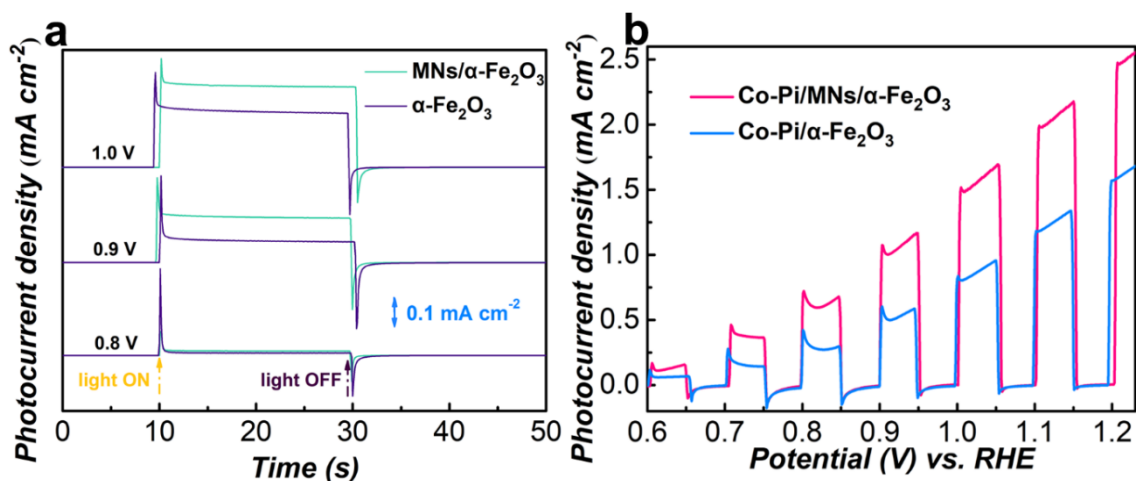 a
Photocurrent density (mA cm⁻²)
MNs/α-Fe₂O₃
α-Fe₂O₃
1.0 V
0.9 V
0.1 mA cm⁻²
0.8 V
light ON
light OFF
0 10 20 30 40 50
Time (s)
b
Photocurrent density (mA cm⁻²)
2.5
2.0
1.5
1.0
0.5
0.0
Co-Pi/MNs/α-Fe₂O₃
Co-Pi/α-Fe₂O₃
0.6 0.7 0.8 0.9 1.0 1.1 1.2
Potential (V) vs. RHE